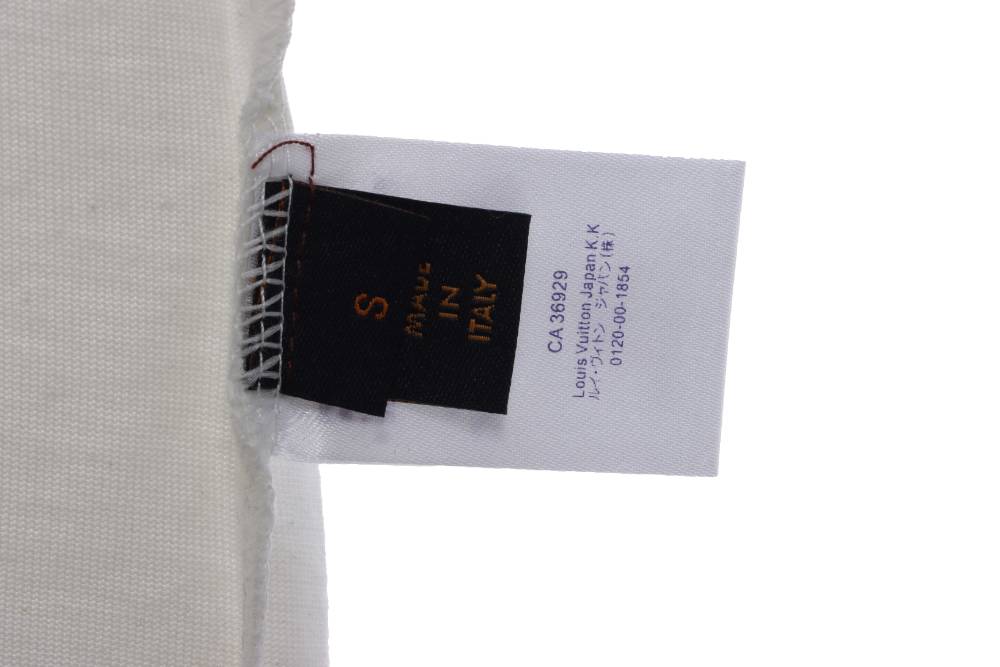 S
MADE
IN
ITALY
CA 36929
Louis Vuitton Japan K.K
ルイ・ヴィトン ジャパン(株)
0120-00-1854